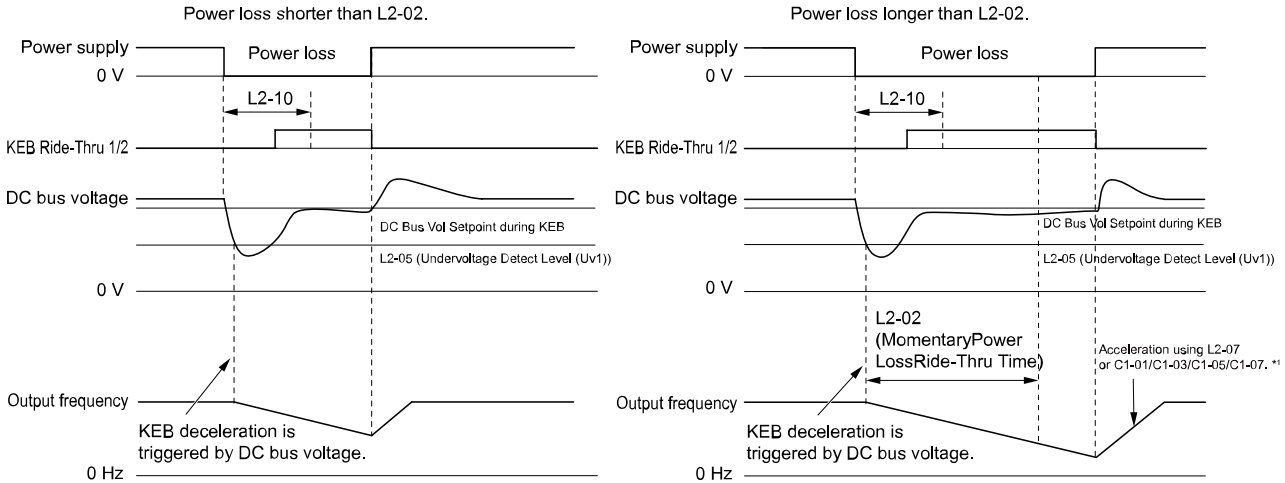 Power loss shorter than L2-02.
Power supply
Power loss
0 V
L2-10
KEB Ride-Thru 1/2
DC bus voltage
DC Bus Vol Setpoint during KEB
L2-05 (Undervoltage Detect Level (Uv1))
0 V
Output frequency
KEB deceleration is
triggered by DC bus voltage.
0 Hz
Power loss longer than L2-02.
Power supply
Power loss
0 V
L2-10
KEB Ride-Thru 1/2
DC bus voltage
DC Bus Vol Setpoint during KEB
L2-05 (Undervoltage Detect Level (Uv1))
0 V
L2-02
(MomentaryPower
LossRide-Thru Time)
Acceleration using L2-07
or C1-01/C1-03/C1-05/C1-07. *1
Output frequency
KEB deceleration is
triggered by DC bus voltage.
0 Hz